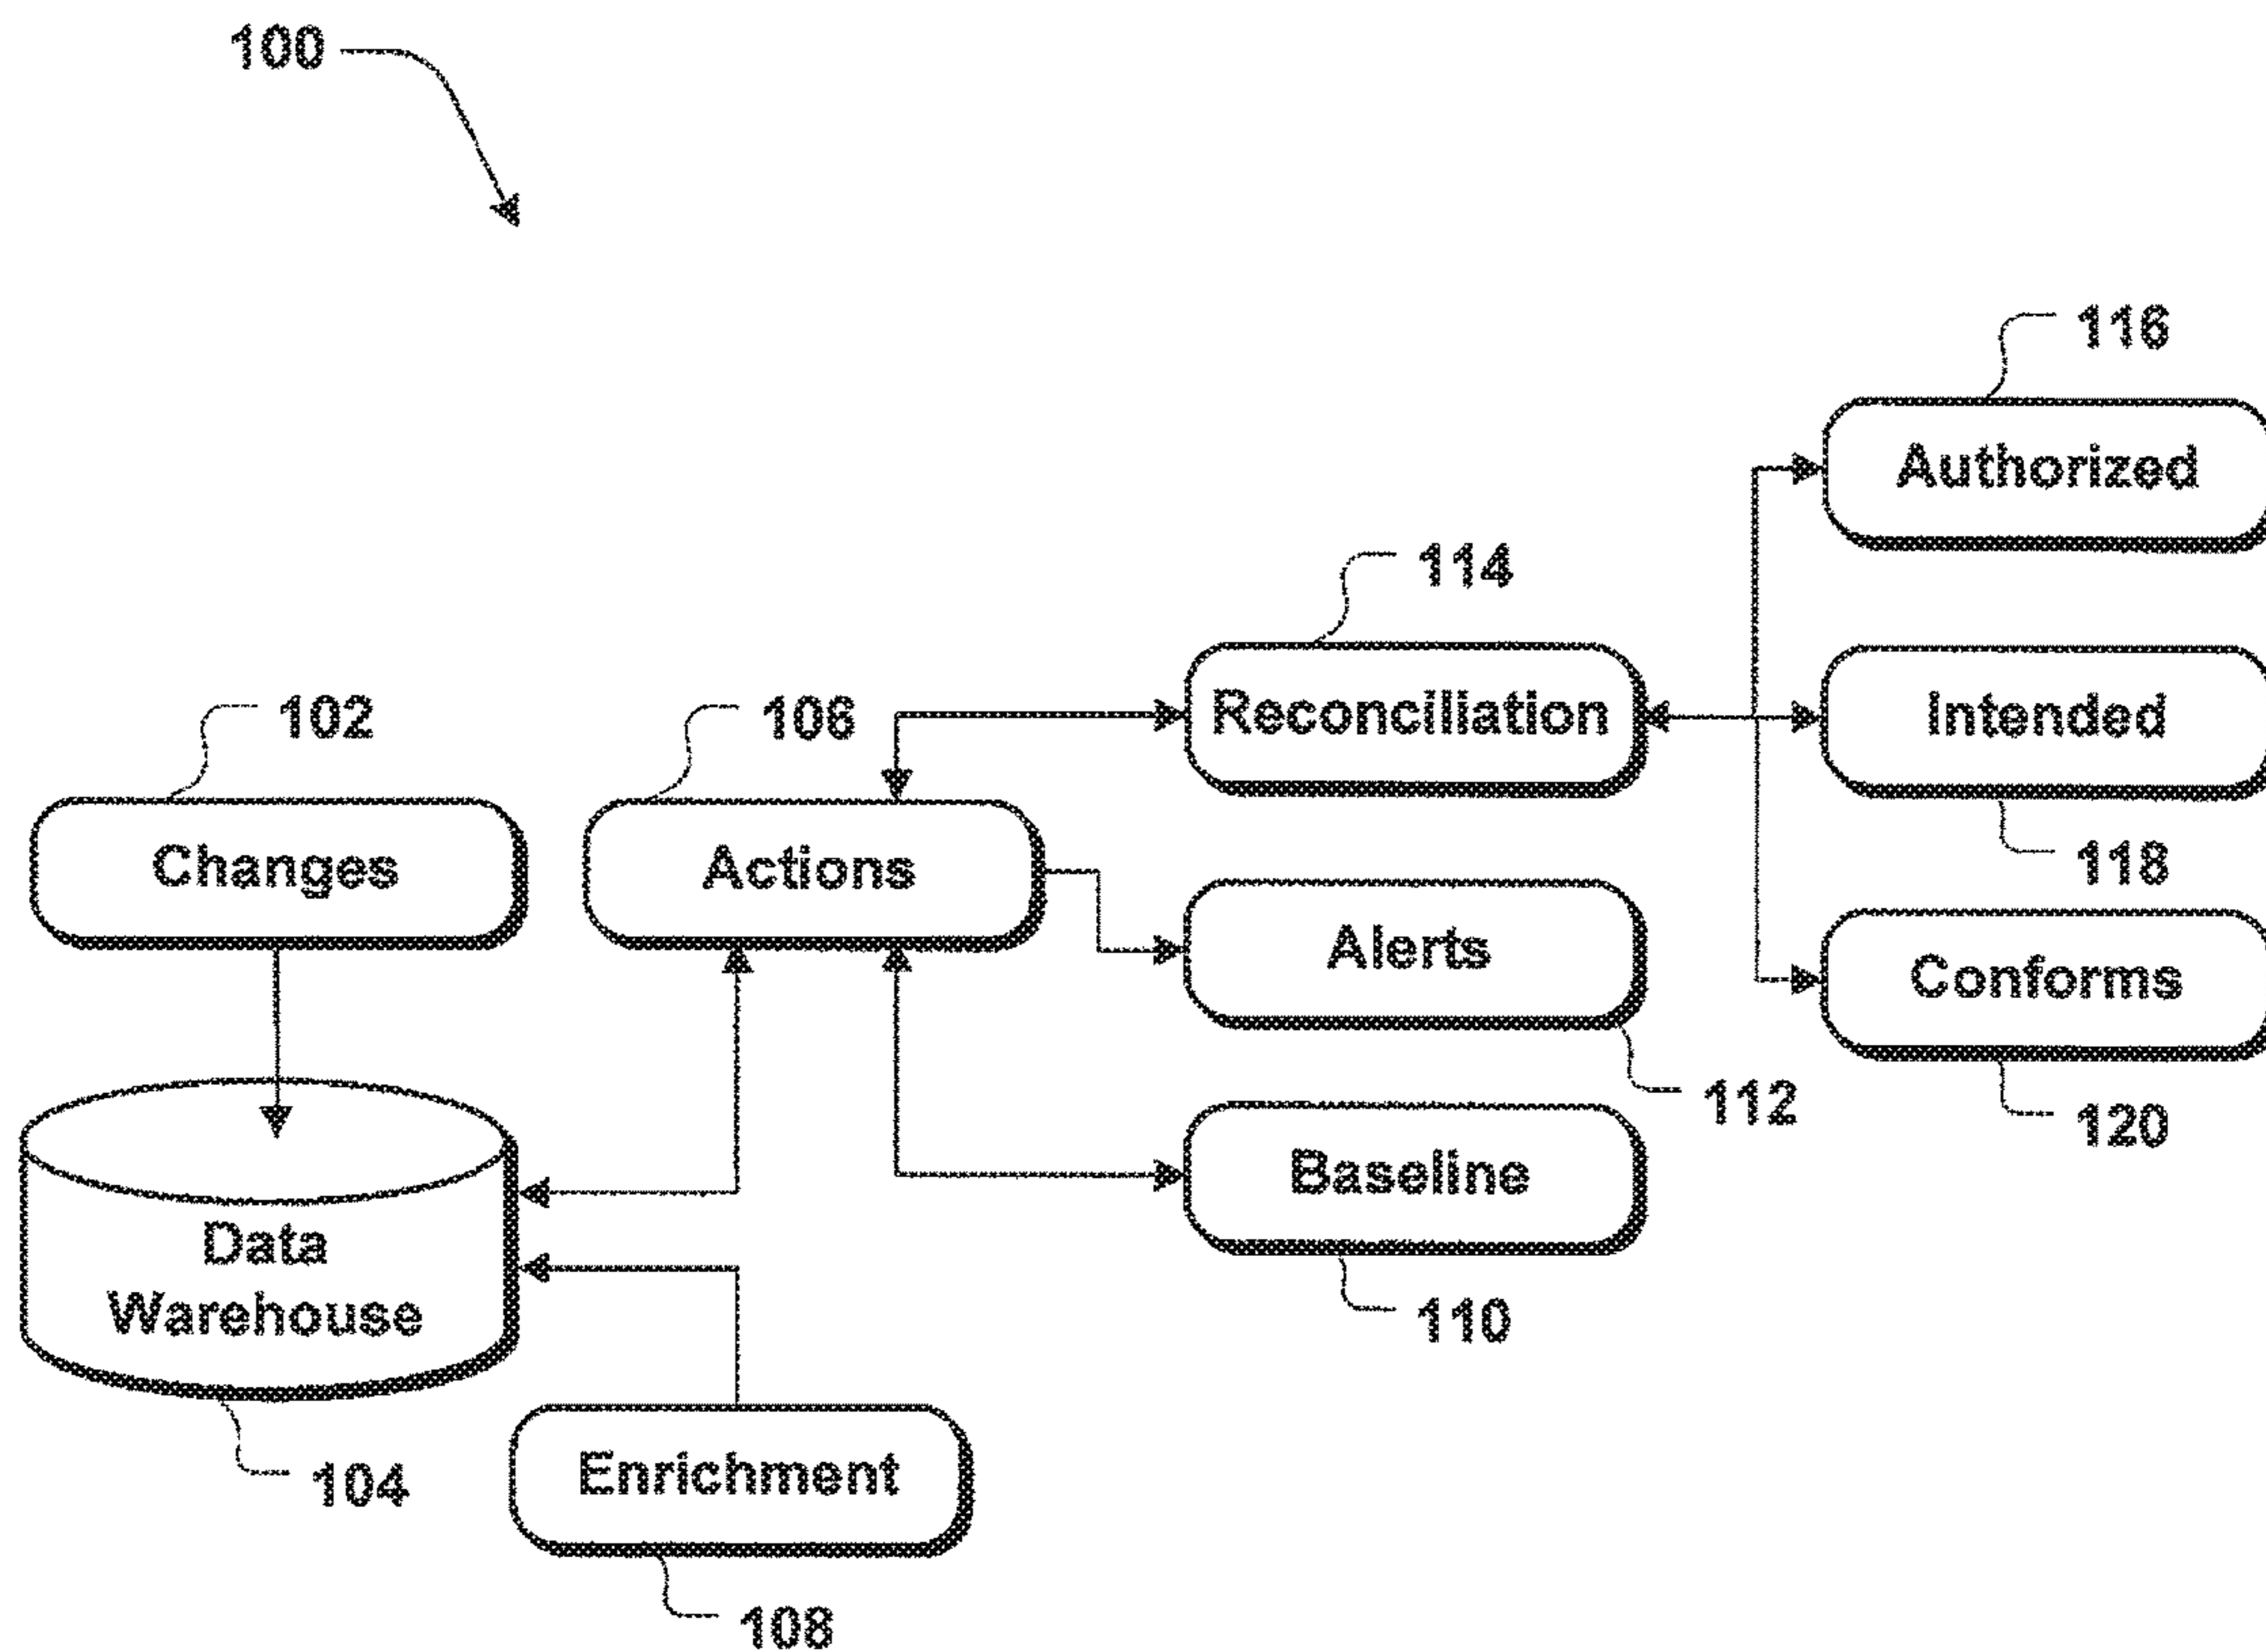 100
116
Authorized
114
Reconciliation
Intended
102
106
118
Changes
Actions
Alerts
Conforms
112
120
Baseline
Data
Warehouse
110
Enrichment
104
108